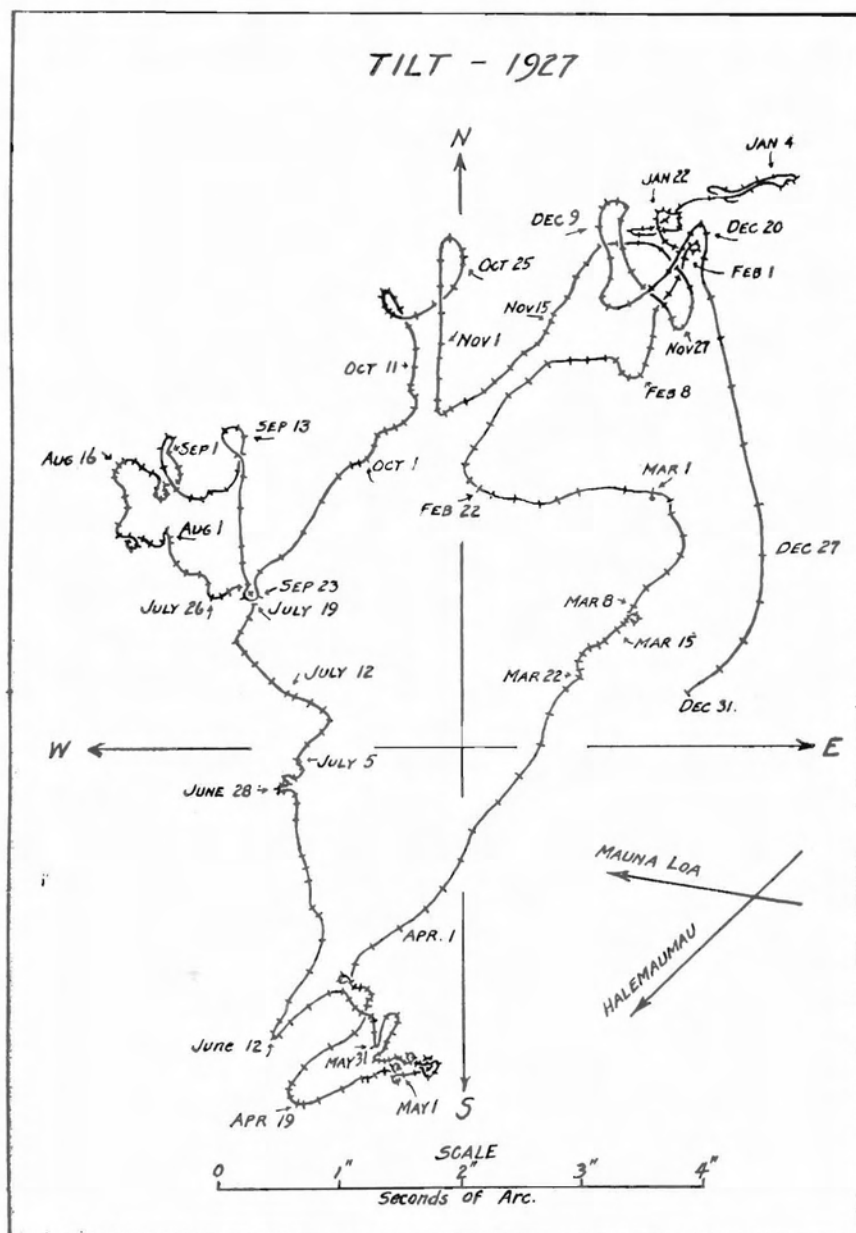 TILT - 1927
N
JAN 4
JAN 22
DEC 9
DEC 20
OCT 25
FEB 1
NOV 15
NOV 1
NOV 27
OCT 11
FEB 8
SEP 13
SEP 1
AUG 16
OCT 1
MAR 1
FEB 22
AUG 1
DEC 27
SEP 23
JULY 26
JULY 19
MAR 8
MAR 15
JULY 12
MAR 22
DEC 31.
W
E
JULY 5
JUNE 28
MAUNA LOA
APR. 1
HALEMAUMAU
June 12
MAY 31
MAY 1
S
APR 19
SCALE
0 1" 2" 3" 4"
Seconds of Arc.